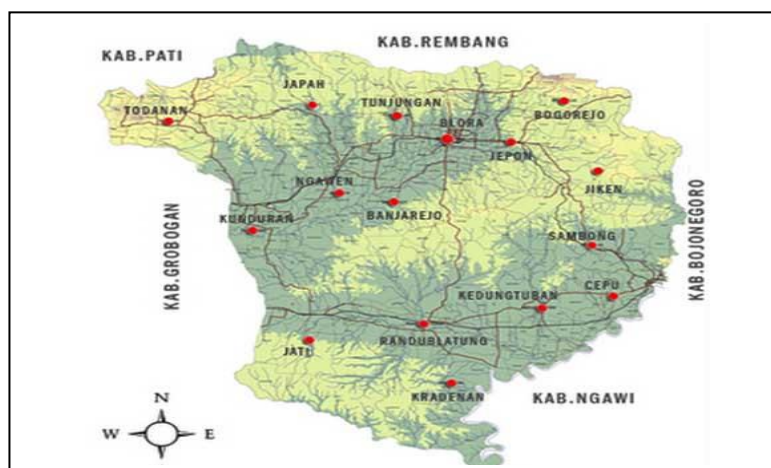 KAB.REMBANG
KAB.PATI
JAPAH
TUNJUNGAN
BOGOREJO
TODANAN
BLORA
JEPON
JIKEN
NGAWEN
BANJAREJO
KUNDURAN
KAB.GROBOGAN
KAB.BOJONEGORO
SAMBONG
CEPU
KEDUNGTUBAN
RANDUBLATUNG
JATI
KRADENAN
KAB.NGAWI
N
W E
S